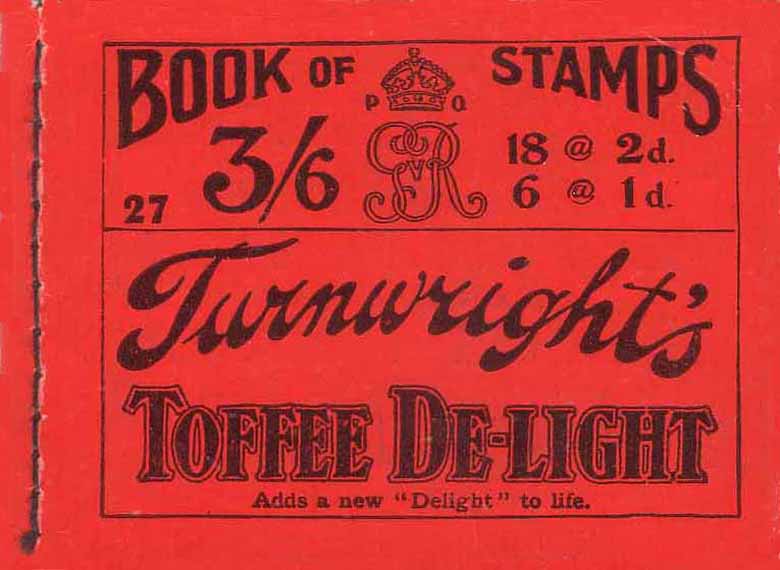 BOOK OF STAMPS
P O
3/6 GRV 18 @ 2d.
27 6 @ 1d.
Turnwright's
TOFFEE DE-LIGHT
Adds a new "Delight" to life.